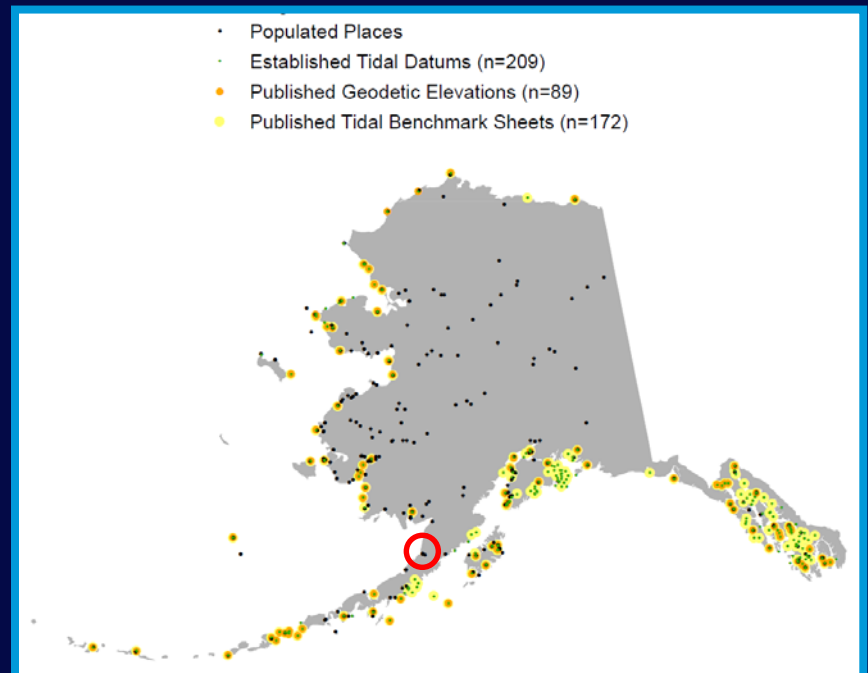 Populated Places
Established Tidal Datums (n=209)
Published Geodetic Elevations (n=89)
Published Tidal Benchmark Sheets (n=172)